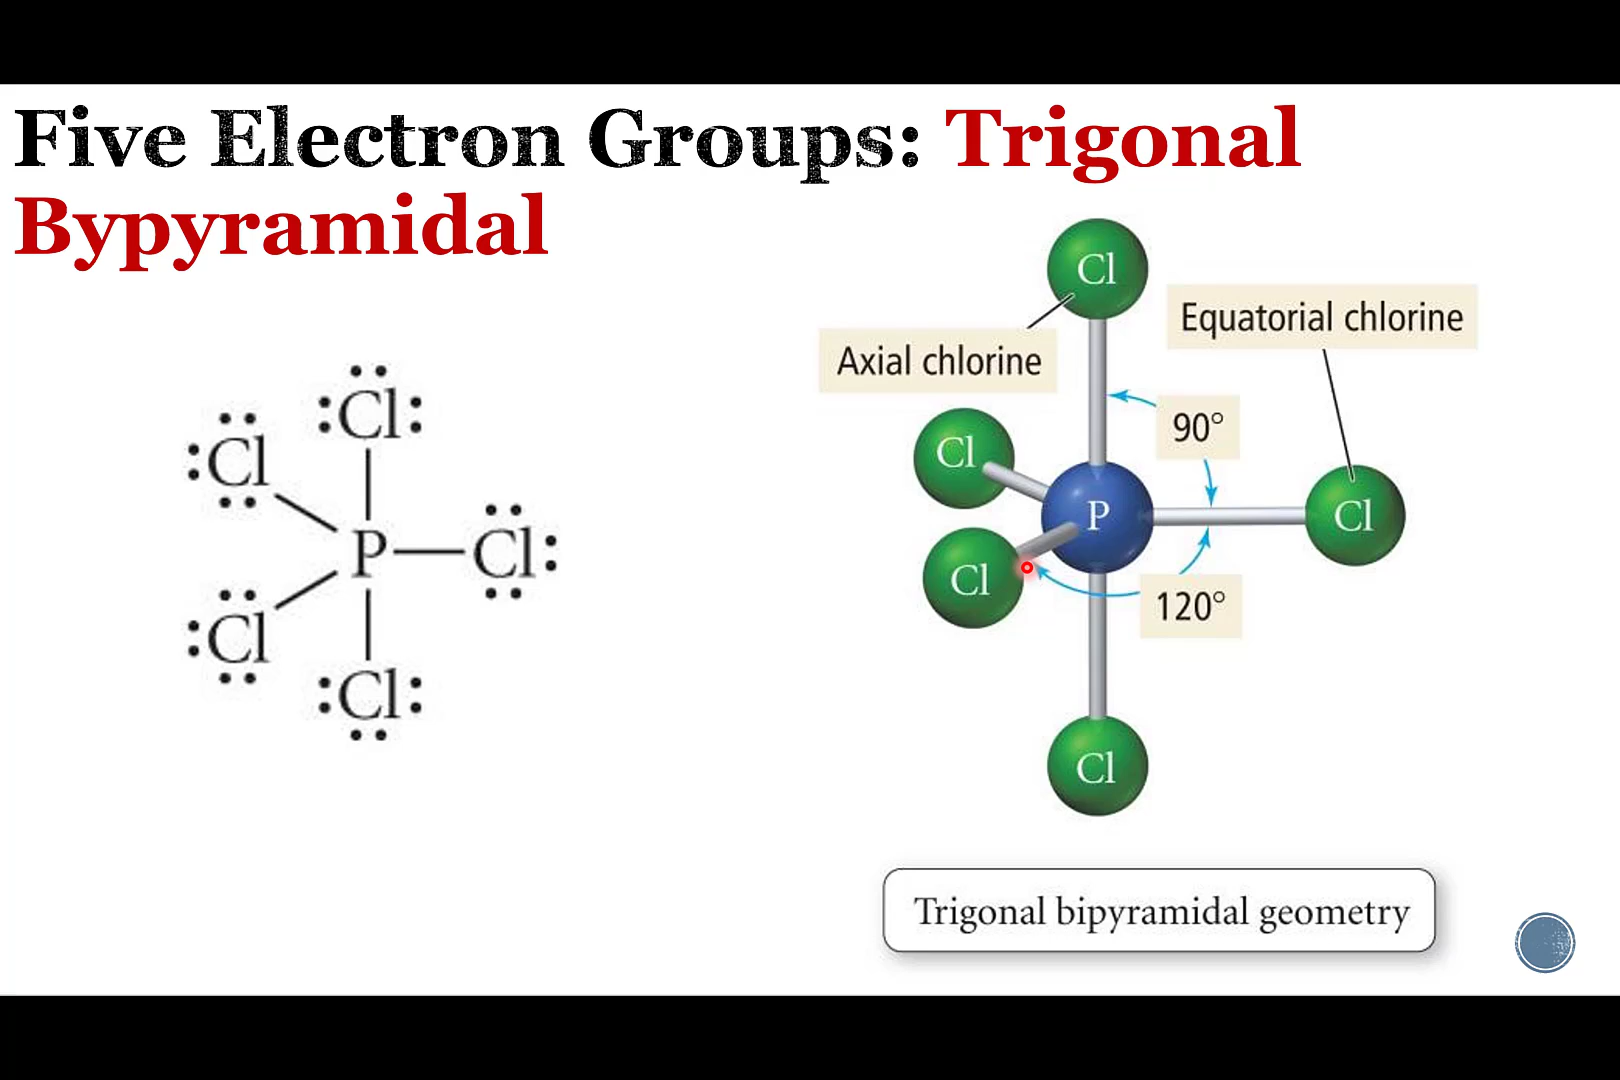 Five Electron Groups: Trigonal
Bypyramidal
:Cl:
:Cl
P
Cl:
:Cl
:Cl:
Cl
Equatorial chlorine
Axial chlorine
90°
Cl
P
Cl
Cl
120°
Cl
Trigonal bipyramidal geometry